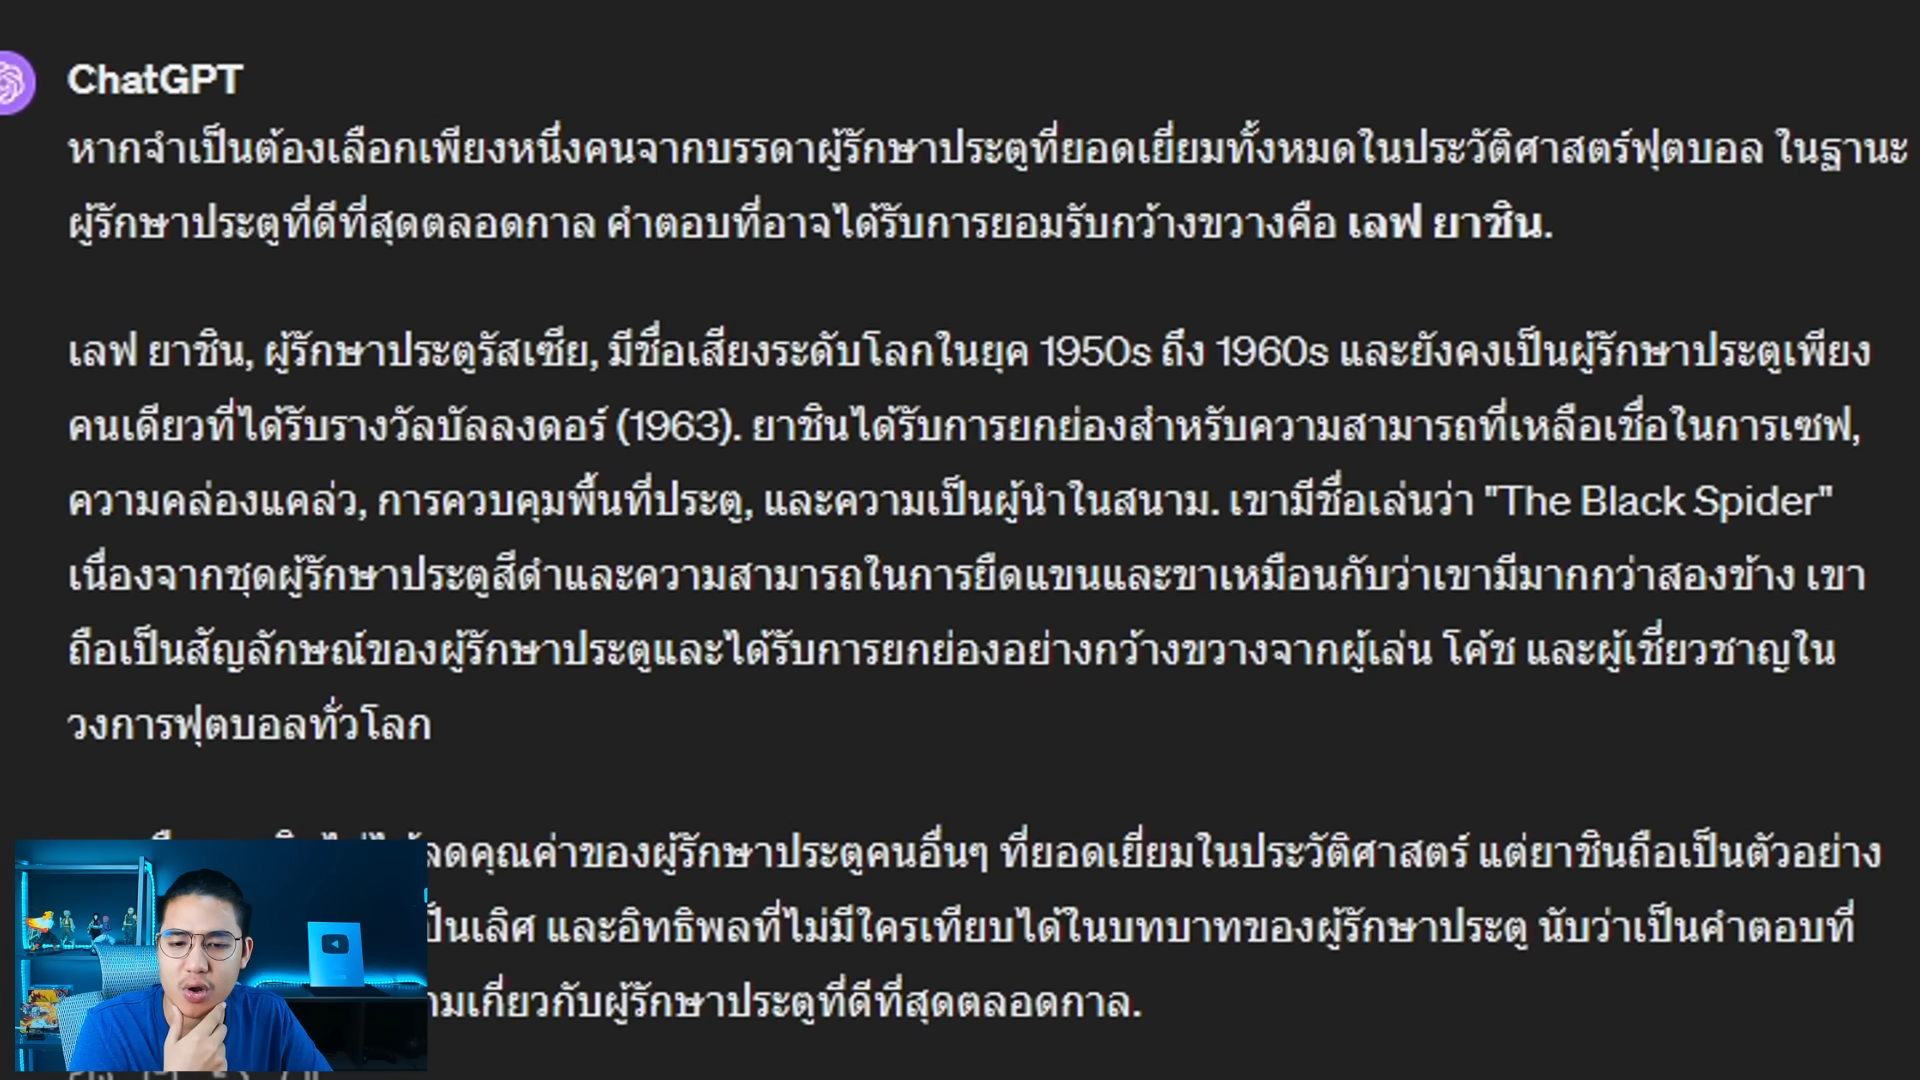 ChatGPT
หากจำเป็นต้องเลือกเพียงหนึ่งคนจากบรรดาผู้รักษาประตูที่ยอดเยี่ยมทั้งหมดในประวัติศาสตร์ฟุตบอล ในฐานะ
ผู้รักษาประตูที่ดีที่สุดตลอดกาล คำตอบที่อาจได้รับการยอมรับกว้างขวางคือ เลฟ ยาชิน.
เลฟ ยาชิน, ผู้รักษาประตูรัสเซีย, มีชื่อเสียงระดับโลกในยุค 1950s ถึง 1960s และยังคงเป็นผู้รักษาประตูเพียง
คนเดียวที่ได้รับรางวัลบัลลงดอร์ (1963). ยาชินได้รับการยกย่องสำหรับความสามารถที่เหลือเชื่อในการเซฟ,
ความคล่องแคล่ว, การควบคุมพื้นที่ประตู, และความเป็นผู้นำในสนาม. เขามีชื่อเล่นว่า "The Black Spider"
เนื่องจากชุดผู้รักษาประตูสีดำและความสามารถในการยืดแขนและขาเหมือนกับว่าเขามีมากกว่าสองข้าง เขา
ถือเป็นสัญลักษณ์ของผู้รักษาประตูและได้รับการยกย่องอย่างกว้างขวางจากผู้เล่น โค้ช และผู้เชี่ยวชาญใน
วงการฟุตบอลทั่วโลก
ลดคุณค่าของผู้รักษาประตูคนอื่นๆ ที่ยอดเยี่ยมในประวัติศาสตร์ แต่ยาชินถือเป็นตัวอย่าง
ป็นเลิศ และอิทธิพลที่ไม่มีใครเทียบได้ในบทบาทของผู้รักษาประตู นับว่าเป็นคำตอบที่
ามเกี่ยวกับผู้รักษาประตูที่ดีที่สุดตลอดกาล.